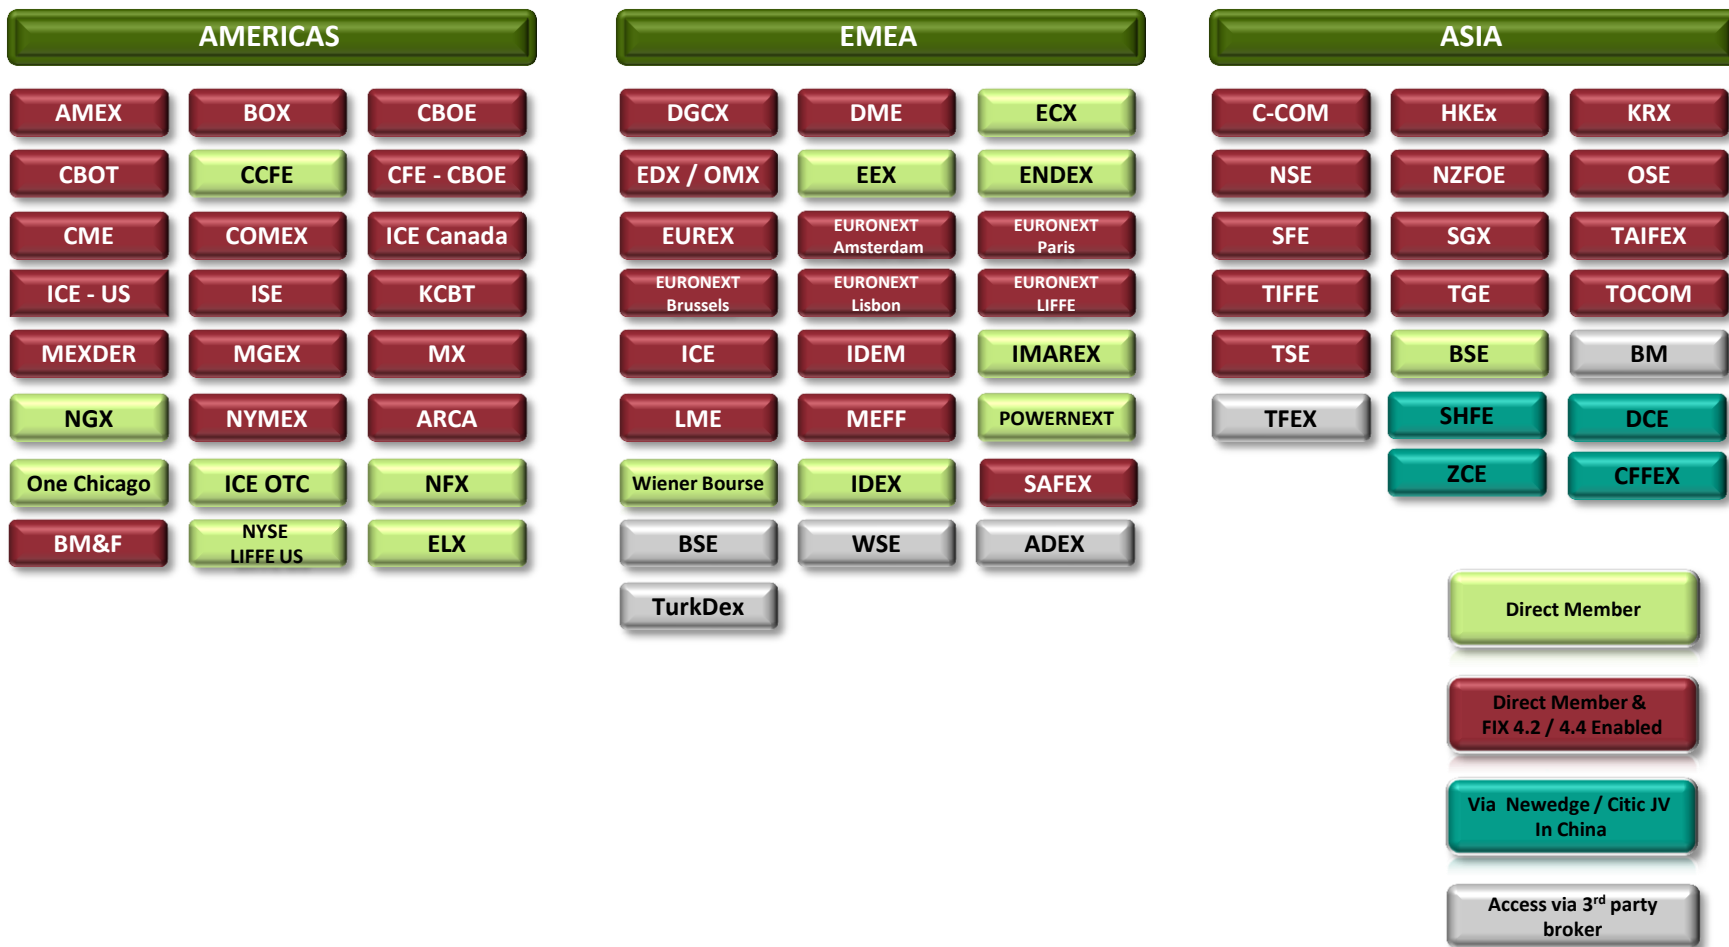 AMERICAS
AMEX
BOX
CBOE
CBOT
CCFE
CFE - CBOE
CME
COMEX
ICE Canada
ICE - US
ISE
KCBT
MEXDER
MGEX
MX
NGX
NYMEX
ARCA
One Chicago
ICE OTC
NFX
BM&F
NYSE
LIFFE US
ELX
EMEA
DGCX
DME
ECX
EDX / OMX
EEX
ENDEX
EUREX
EURONEXT
Amsterdam
EURONEXT
Paris
EURONEXT
Brussels
EURONEXT
Lisbon
EURONEXT
LIFFE
ICE
IDEM
IMAREX
LME
MEFF
POWERNEXT
Wiener Bourse
IDEX
SAFEX
BSE
WSE
ADEX
TurkDex
ASIA
C-COM
HKEx
KRX
NSE
NZFOE
OSE
SFE
SGX
TAIFEX
TIFFE
TGE
TOCOM
TSE
BSE
BM
TFEX
SHFE
DCE
ZCE
CFFEX
Direct Member
Direct Member &
FIX 4.2 / 4.4 Enabled
Via Newedge / Citic JV
In China
Access via 3rd party
broker